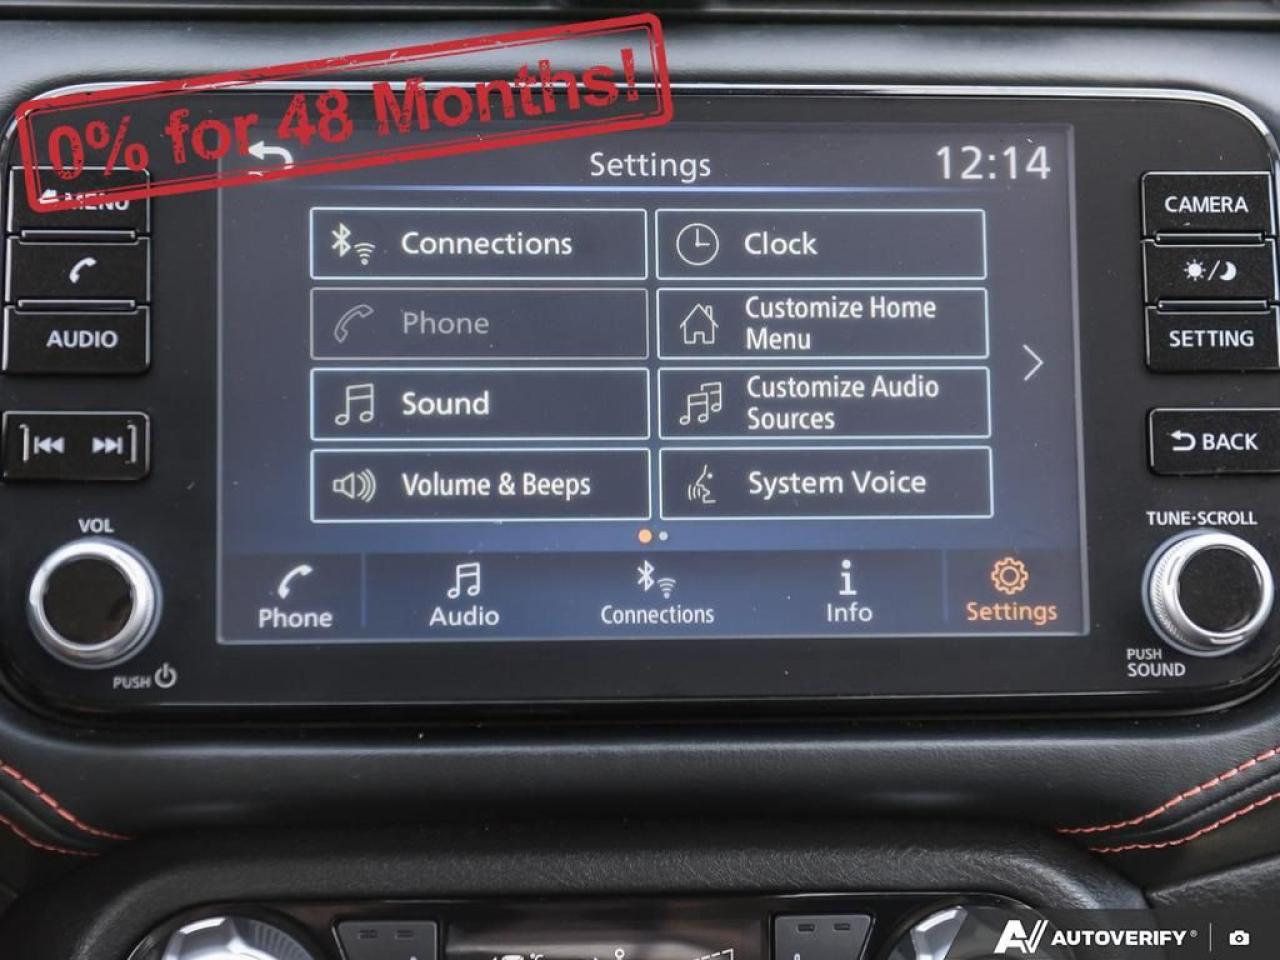 0% for 48 Months!
MENU
AUDIO
VOL
PUSH
Settings
12:14
Connections
Clock
Phone
Customize Home
Menu
Sound
Customize Audio
Sources
Volume & Beeps
System Voice
Phone
Audio
Connections
Info
Settings
CAMERA
SETTING
BACK
TUNE·SCROLL
PUSH
SOUND
AUTOVERIFY®